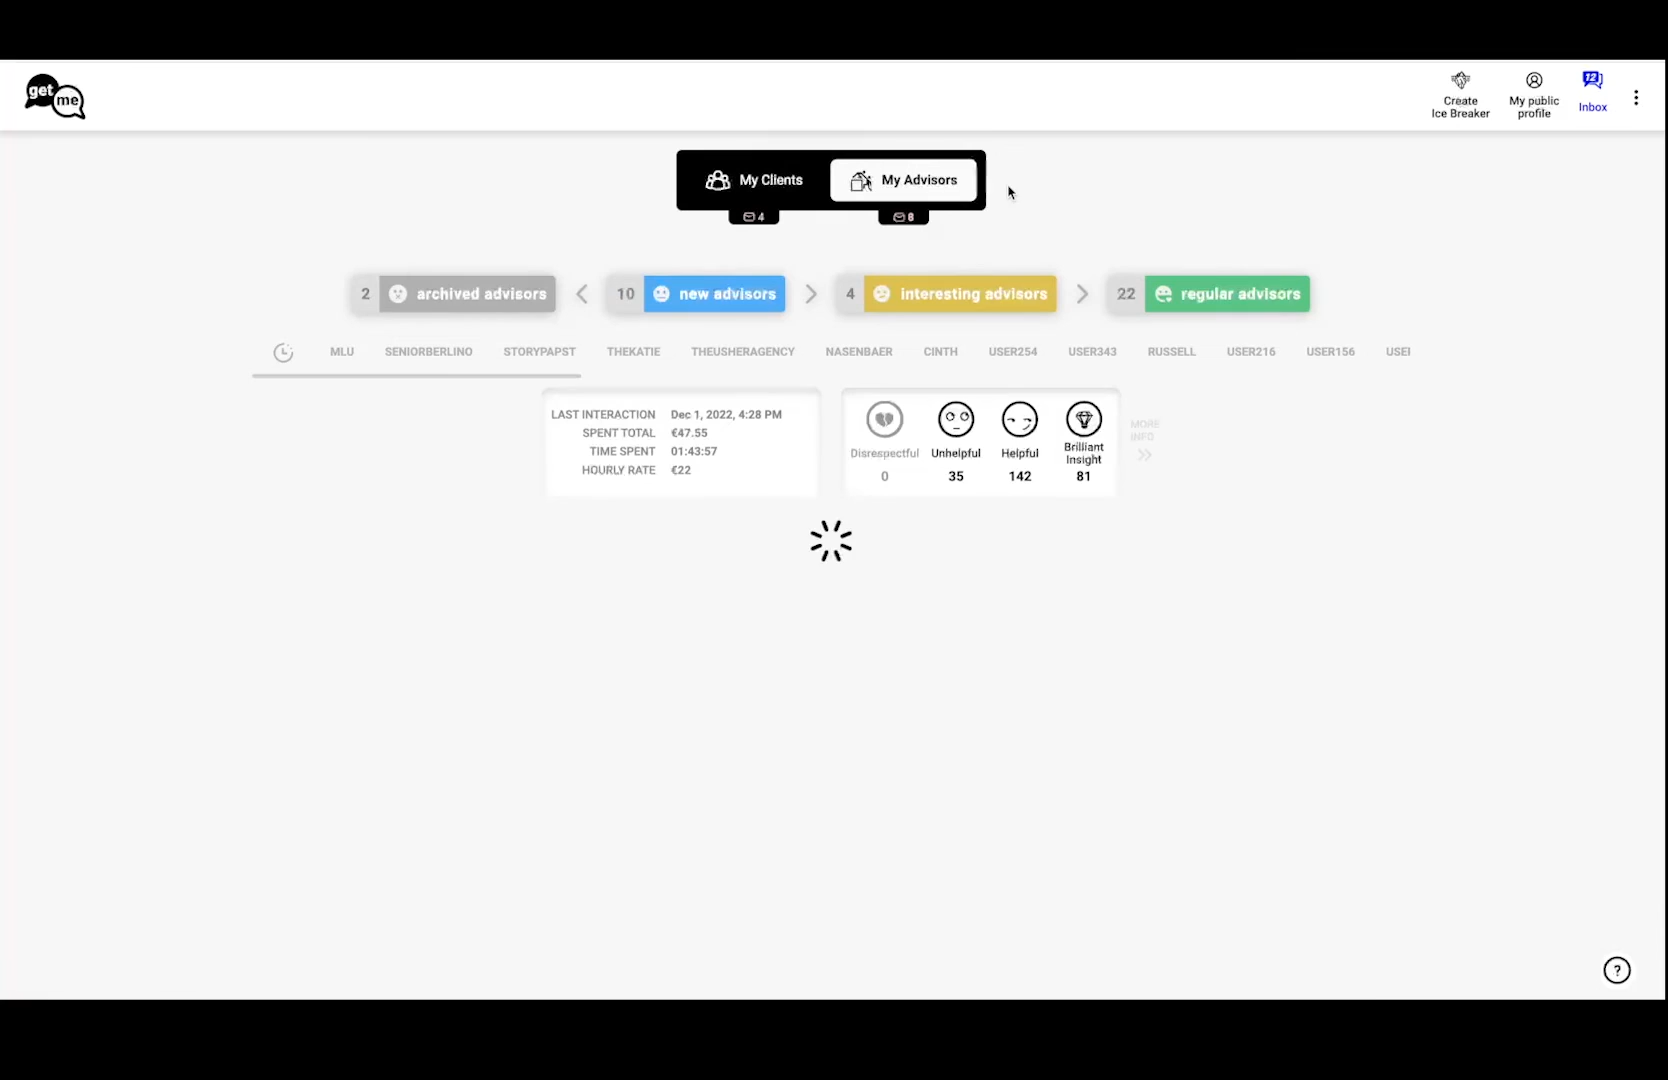 get
me
Create
Ice Breaker
My public
profile
12
Inbox
My Clients
My Advisors
4
8
2 archived advisors
10 new advisors
4 interesting advisors
22 regular advisors
MLU SENIORBERLINO STORYPAPST THEKATIE THEUSHERAGENCY NASENBAER CINTH USER254 USER343 RUSSELL USER216 USER156 USEI
LAST INTERACTION Dec 1, 2022, 4:28 PM
SPENT TOTAL €47.55
TIME SPENT 01:43:57
HOURLY RATE €22
Disrespectful
0
Unhelpful
35
Helpful
142
Brilliant
Insight
81
MORE
INFO
?